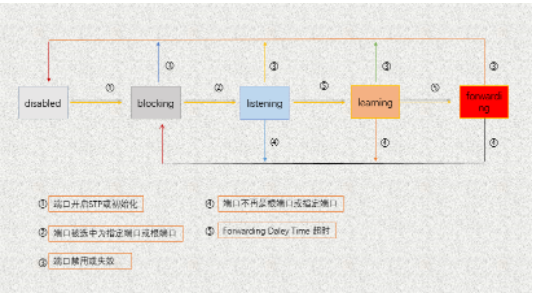 ③ ③ ③ ③
① ② ⑤ ⑤
disabled blocking listening learning forwardi
ng
④ ④ ④
① 端口开启STP或初始化
② 端口被选中为指定端口或根端口
③ 端口禁用或失效
④ 端口不再是根端口或指定端口
⑤ Forwarding Daley Time 超时